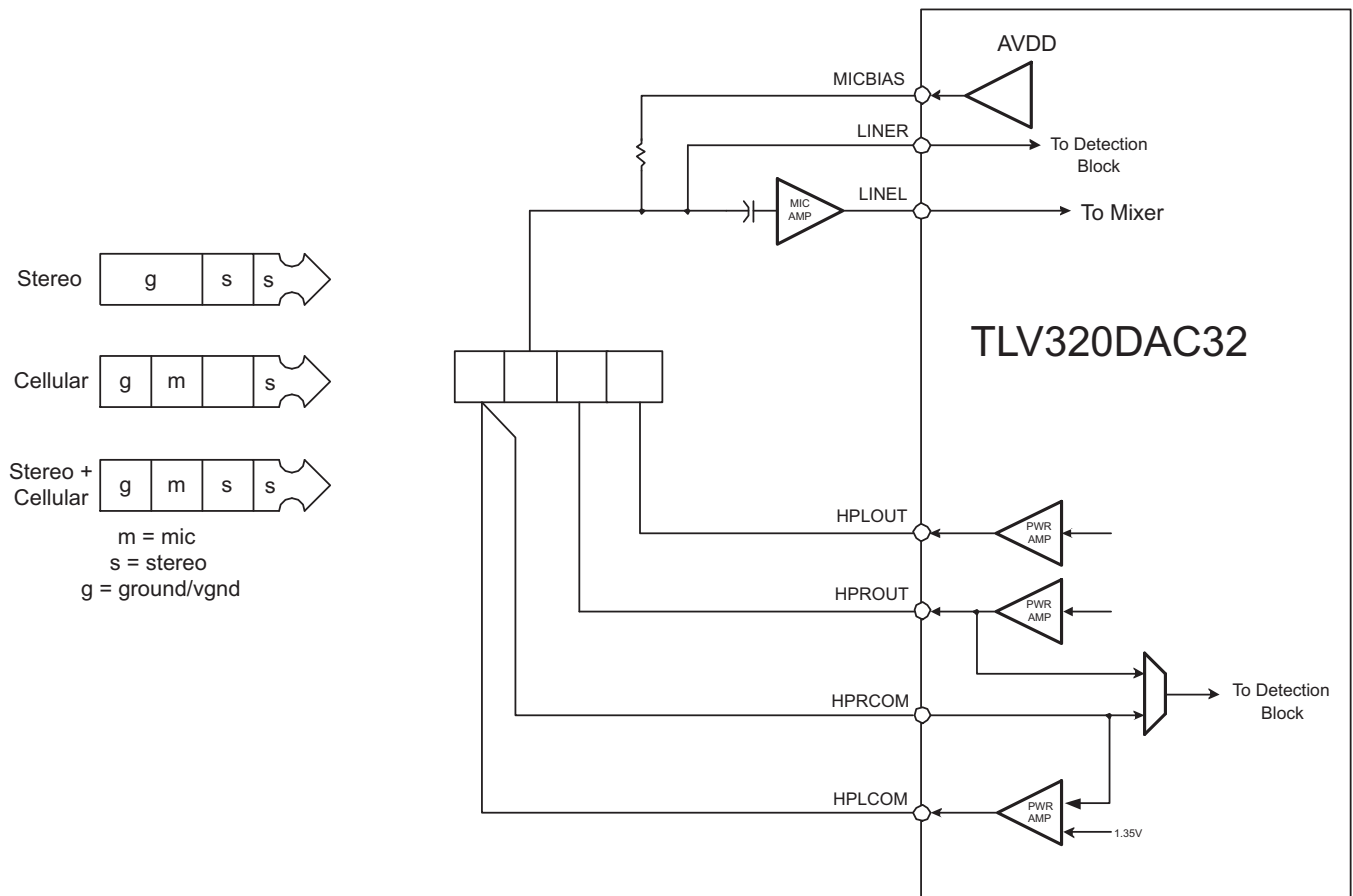 AVDD
MICBIAS
LINER
To Detection
Block
LINEL
MIC
AMP
To Mixer
Stereo
g
s
s
TLV320DAC32
Cellular
g
m
s
Stereo +
Cellular
g
m
s
s
m = mic
s = stereo
g = ground/vgnd
HPLOUT
PWR
AMP
HPROUT
PWR
AMP
HPRCOM
To Detection
Block
HPLCOM
PWR
AMP
1.35V